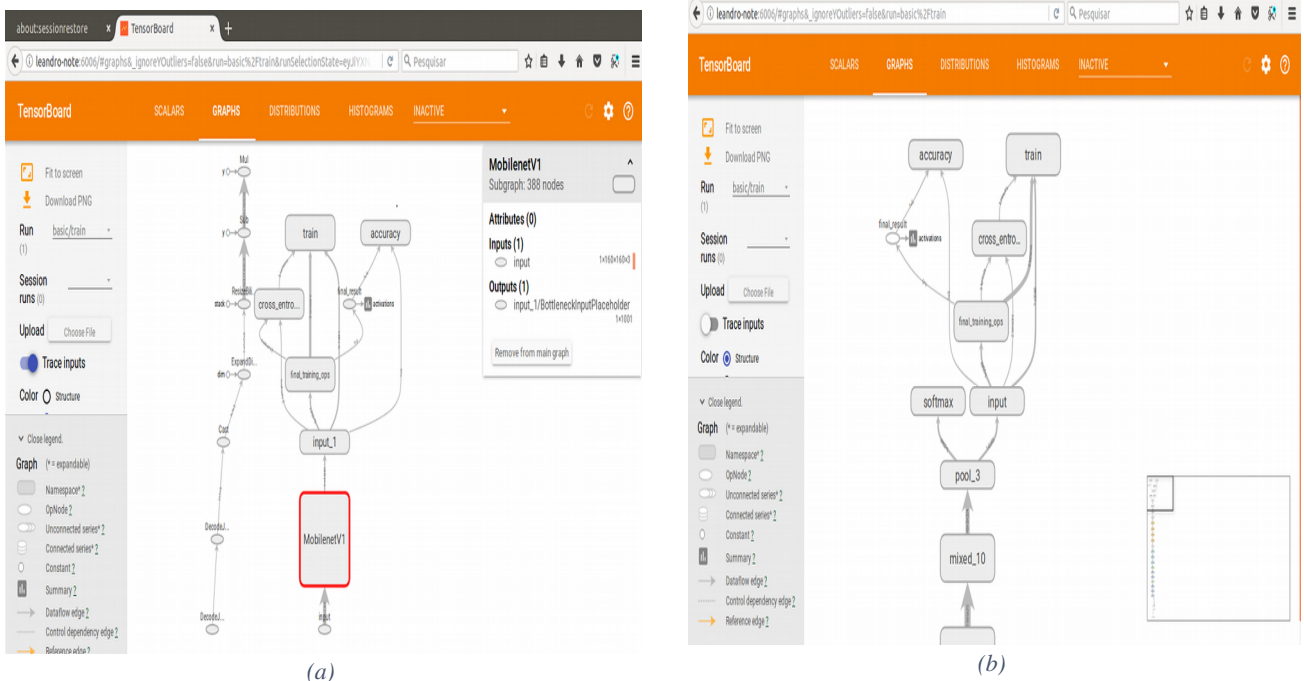 about:sessionrestore
TensorBoard
leandro-note:6006/#graphs&_ignoreYOutliers=false&run=basic%2Ftrain&runSelectionState=
Pesquisar
TensorBoard
SCALARS
GRAPHS
DISTRIBUTIONS
HISTOGRAMS
INACTIVE
Fit to screen
Download PNG
Run basic/train
(1)
Session
runs (0)
Upload Choose File
Trace inputs
Color Structure
Close legend.
Graph (* = expandable)
Namespace* ?
OpNode ?
Unconnected series* ?
Connected series* ?
Constant ?
Summary ?
Dataflow edge ?
Control dependency edge ?
Reference edge ?
Mul
y
Sub
y
ResizeBil...
stack
ExpandDi...
dim
Cast
DecodeJ...
DecodeJ...
train
accuracy
cross_entro...
final_result
activations
final_training_ops
input_1
MobilenetV1
input
MobilenetV1
Subgraph: 388 nodes
Attributes (0)
Inputs (1)
input
1×160×160×3
Outputs (1)
input_1/BottleneckInputPlaceholder
1×1001
Remove from main graph
(a)
leandro-note:6006/#graphs&_ignoreYOutliers=false&run=basic%2Ftrain
Pesquisar
TensorBoard
SCALARS
GRAPHS
DISTRIBUTIONS
HISTOGRAMS
INACTIVE
Fit to screen
Download PNG
Run basic/train
(1)
Session
runs (0)
Upload Choose File
Trace inputs
Color Structure
Close legend.
Graph (* = expandable)
Namespace* ?
OpNode ?
Unconnected series* ?
Connected series* ?
Constant ?
Summary ?
Dataflow edge ?
Control dependency edge ?
Reference edge ?
accuracy
train
final_result
activations
cross_entro...
final_training_ops
softmax
input
pool_3
mixed_10
(b)